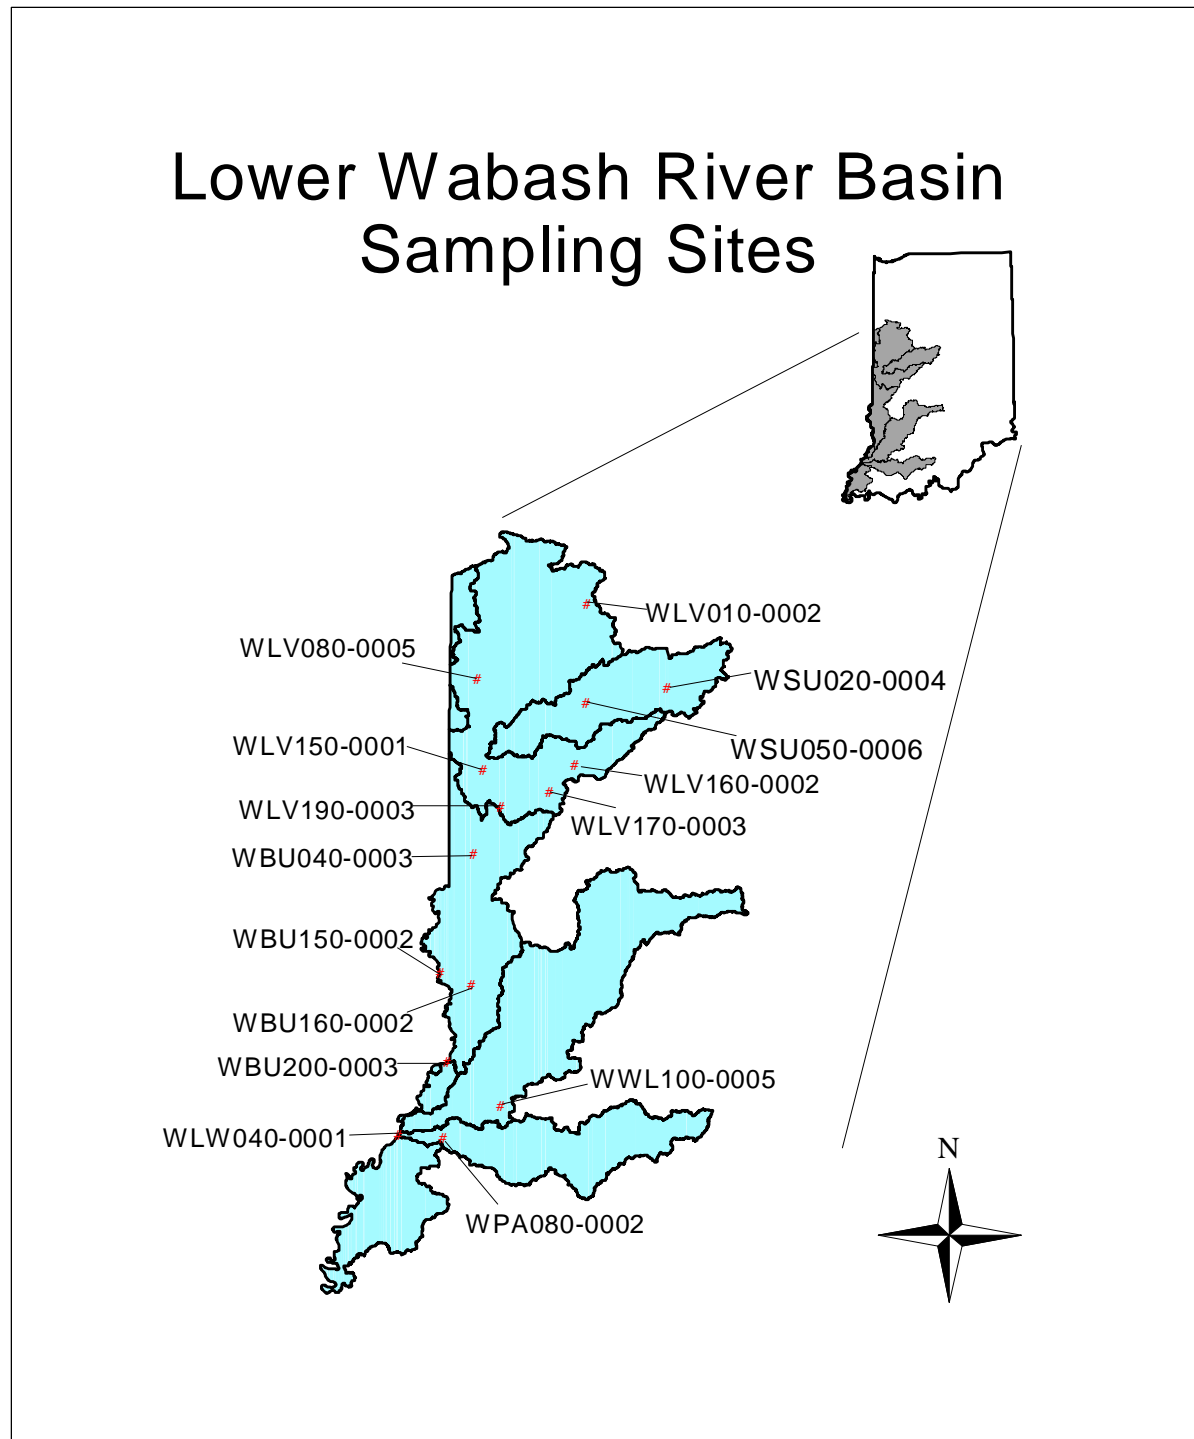 Lower Wabash River Basin
Sampling Sites
WLV010-0002
WLV080-0005
WSU020-0004
WSU050-0006
WLV150-0001
WLV160-0002
WLV190-0003
WLV170-0003
WBU040-0003
WBU150-0002
WBU160-0002
WBU200-0003
WWL100-0005
WLW040-0001
N
WPA080-0002